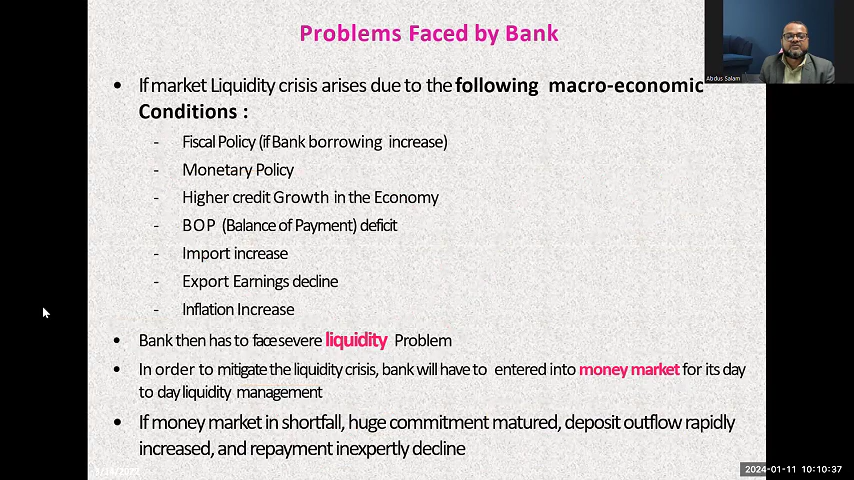 Problems Faced by Bank
Abdus Salam
• If market Liquidity crisis arises due to the following macro-economic
Conditions :
- Fiscal Policy (if Bank borrowing increase)
- Monetary Policy
- Higher credit Growth in the Economy
- BOP (Balance of Payment) deficit
- Import increase
- Export Earnings decline
- Inflation Increase
• Bank then has to face severe liquidity Problem
• In order to mitigate the liquidity crisis, bank will have to entered into money market for its day
to day liquidity management
• If money market in shortfall, huge commitment matured, deposit outflow rapidly
increased, and repayment inexpertly decline
2024-01-11 10:10:37